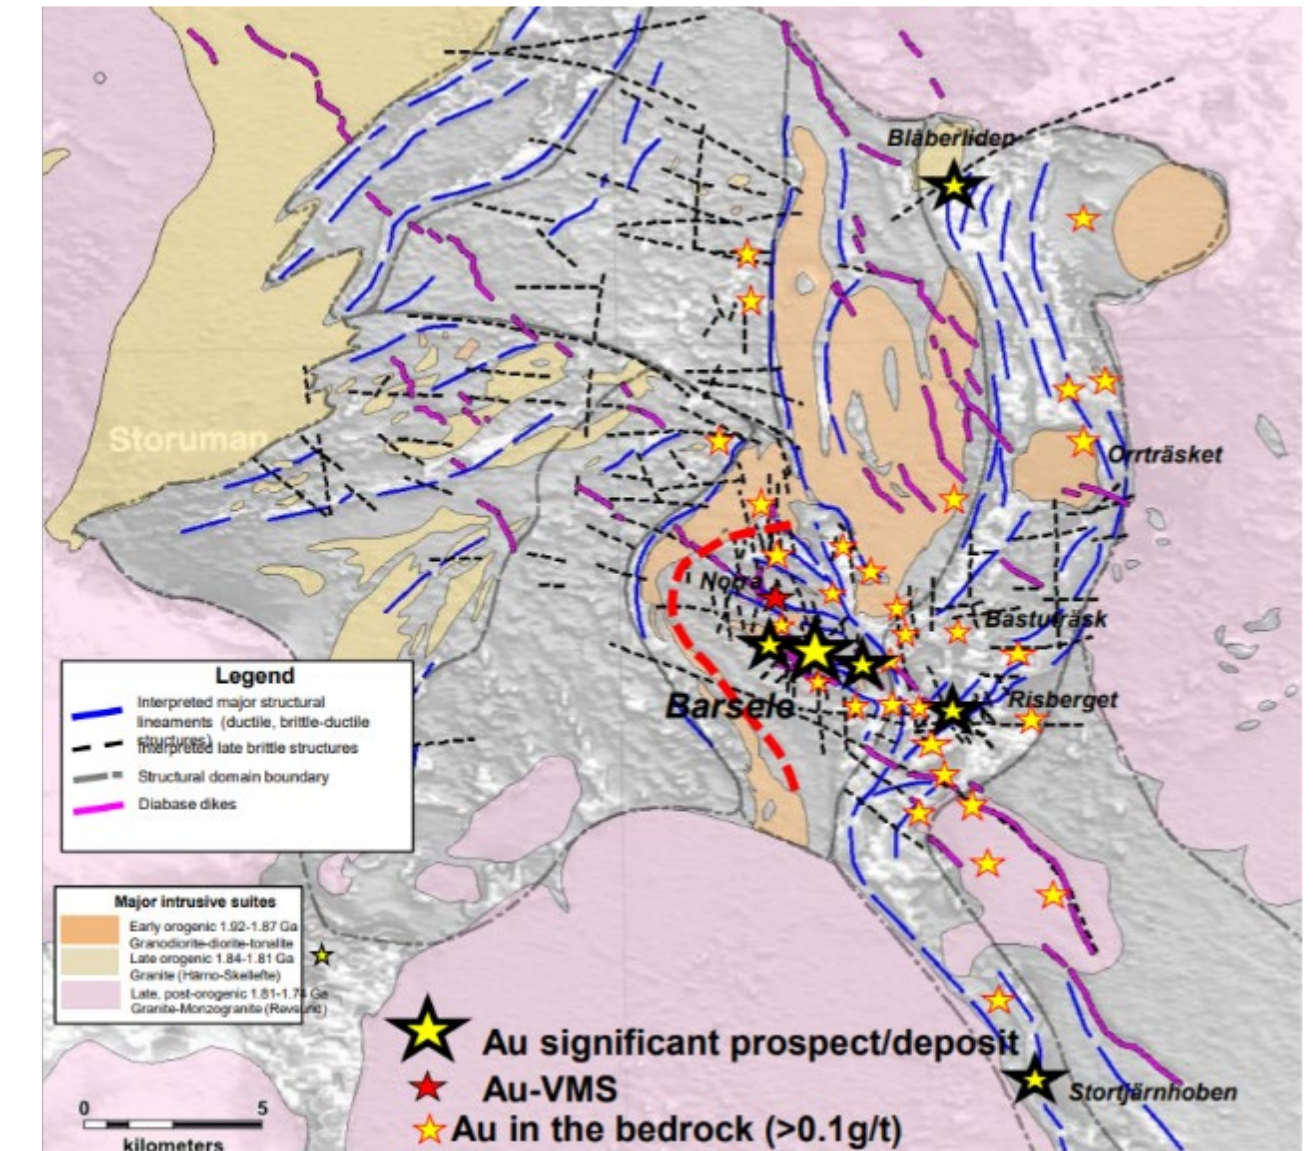 Blåberliden
Storuman
Orrträsket
Norra
Bastuträsk
Barsele
Risberget
Legend
Interpreted major structural
lineaments (ductile, brittle-ductile
structures)
Interpreted late brittle structures
Structural domain boundary
Diabase dikes
Major intrusive suites
Early orogenic 1.92-1.87 Ga
Granodiorite-diorite-tonalite
Late orogenic 1.84-1.81 Ga
Granite (Härno-Skellefte)
Late, post-orogenic 1.81-1.74 Ga
Granite-Monzogranite (Revsund)
Au significant prospect/deposit
Au-VMS
Au in the bedrock (>0.1g/t)
Stortjärnhoben
0 5
kilometers